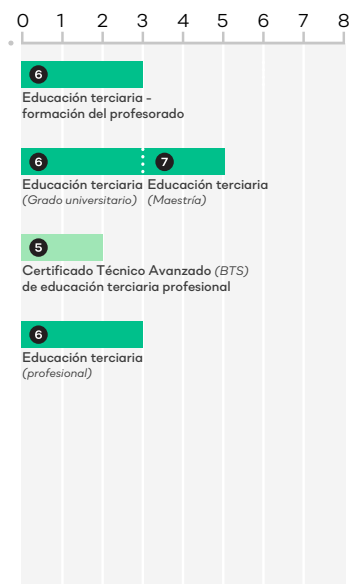 0 1 2 3 4 5 6 7 8
6
Educación terciaria -
formación del profesorado
6 7
Educación terciaria Educación terciaria
(Grado universitario) (Maestría)
5
Certificado Técnico Avanzado (BTS)
de educación terciaria profesional
6
Educación terciaria
(profesional)